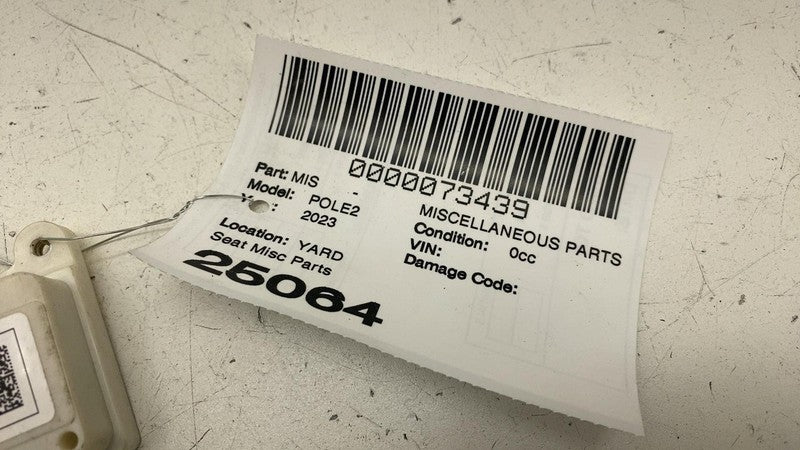 0000073439
Part: MIS - MISCELLANEOUS PARTS
Model: POLE2 Condition: 0cc
: 2023 VIN:
Location: YARD Damage Code:
Seat Misc Parts
25064